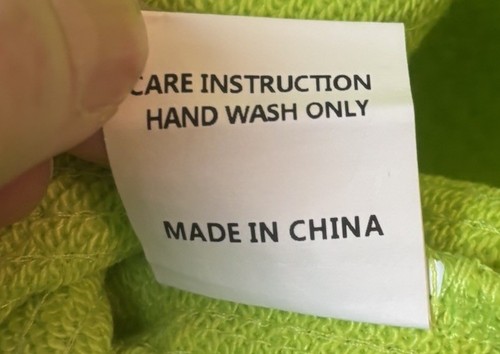 CARE INSTRUCTION
HAND WASH ONLY
MADE IN CHINA